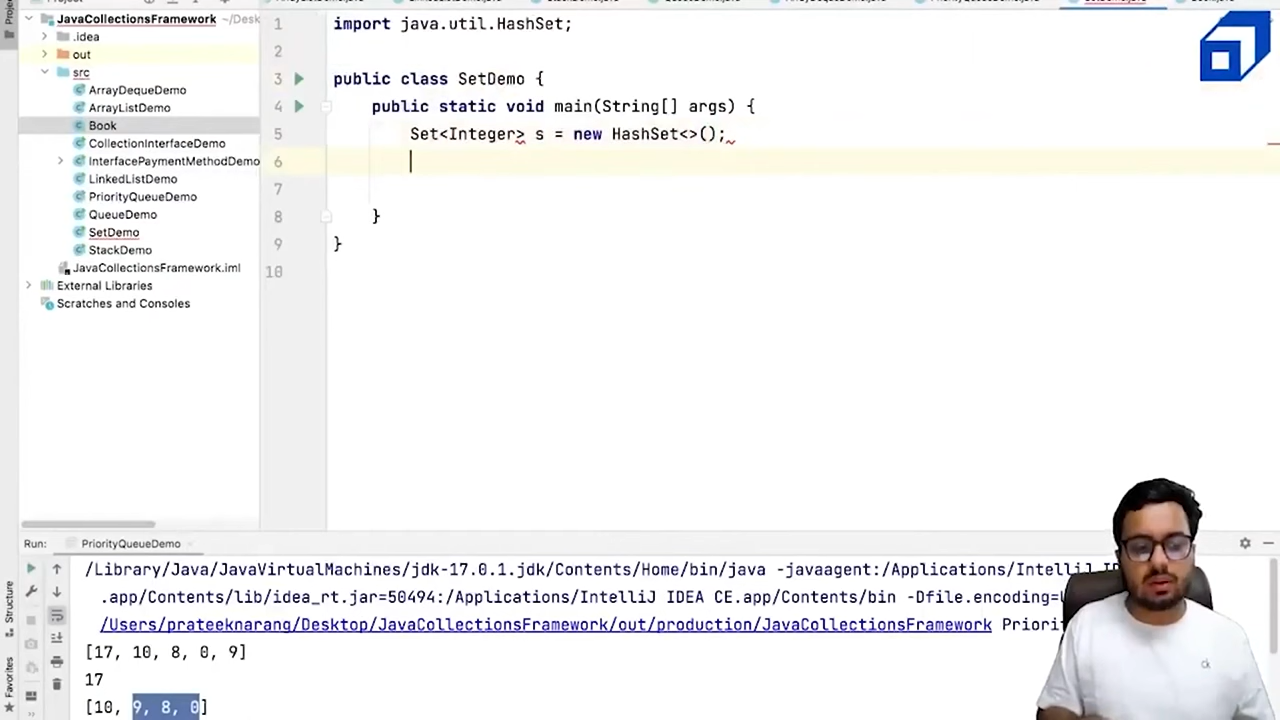 JavaCollectionsFramework ~/Desk
.idea
out
src
ArrayDequeDemo
ArrayListDemo
Book
CollectionInterfaceDemo
InterfacePaymentMethodDemo
LinkedListDemo
PriorityQueueDemo
QueueDemo
SetDemo
StackDemo
JavaCollectionsFramework.iml
External Libraries
Scratches and Consoles
1 import java.util.HashSet;
2
3 public class SetDemo {
4 public static void main(String[] args) {
5 Set<Integer> s = new HashSet<>();
6
7
8 }
9 }
10
Run: PriorityQueueDemo
/Library/Java/JavaVirtualMachines/jdk-17.0.1.jdk/Contents/Home/bin/java -javaagent:/Applications/IntelliJ ID
.app/Contents/lib/idea_rt.jar=50494:/Applications/IntelliJ IDEA CE.app/Contents/bin -Dfile.encoding=
/Users/prateeknarang/Desktop/JavaCollectionsFramework/out/production/JavaCollectionsFramework Priorit
[17, 10, 8, 0, 9]
17
[10, 9, 8, 0]
Structure
Favorites